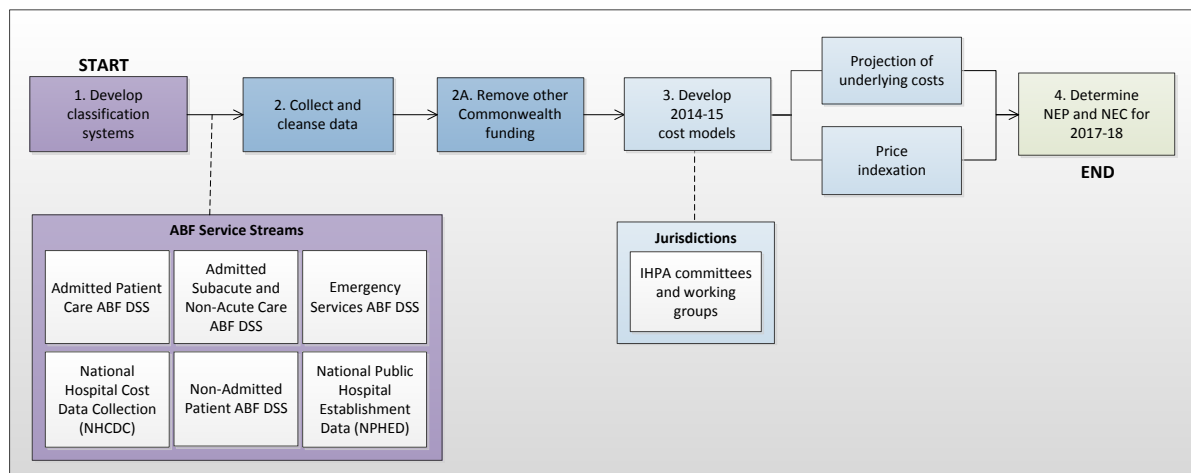 START
1. Develop
classification
systems
2. Collect and
cleanse data
2A. Remove other
Commonwealth
funding
3. Develop
2014-15
cost models
Projection of
underlying costs
Price
indexation
4. Determine
NEP and NEC for
2017-18
END
ABF Service Streams
Admitted Patient
Care ABF DSS
Admitted
Subacute and
Non-Acute Care
ABF DSS
Emergency
Services ABF DSS
National
Hospital Cost
Data Collection
(NHCDC)
Non-Admitted
Patient ABF DSS
National Public
Hospital
Establishment
Data (NPHED)
Jurisdictions
IHPA committees
and working
groups